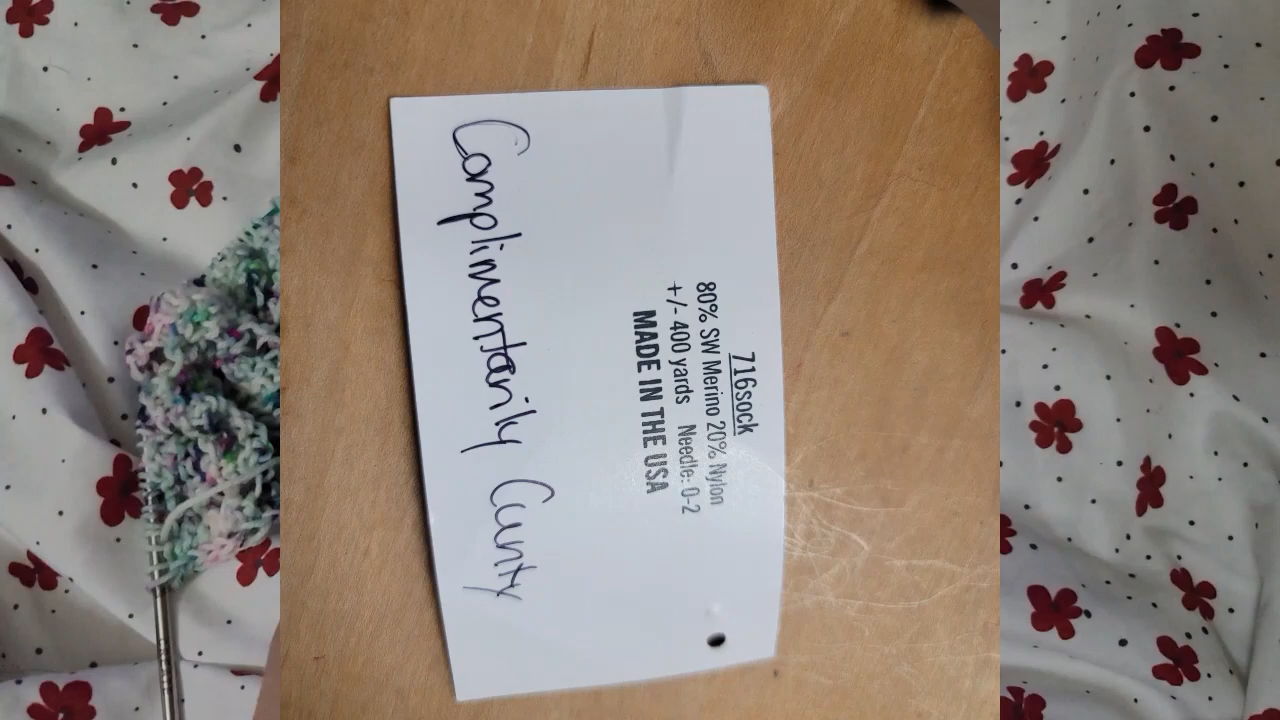 716sock
80% SW Merino 20% Nylon
+/- 400 yards Needle: 0-2
MADE IN THE USA
Complimentarily Cunty